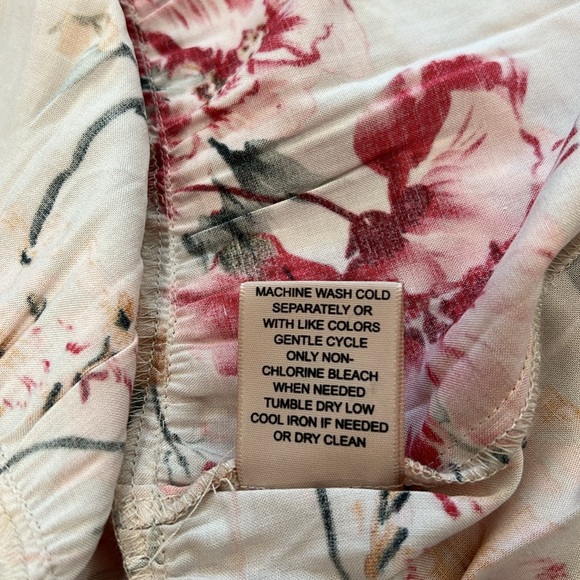 MACHINE WASH COLD
SEPARATELY OR
WITH LIKE COLORS
GENTLE CYCLE
ONLY NON-
CHLORINE BLEACH
WHEN NEEDED
TUMBLE DRY LOW
COOL IRON IF NEEDED
OR DRY CLEAN